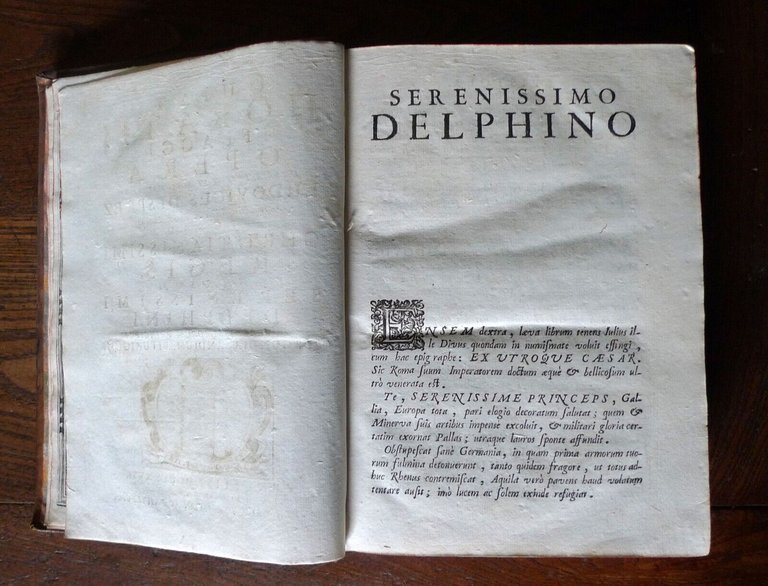 SERENISSIMO
DELPHINO
ENSEM dextra, læva librum tenens Iulius il-
le Divus quondam in numismate voluit effingi,
cum hac epigraphe: EX UTROQUE CÆSAR.
Sic Roma suum Imperatorem doctum æquè & bellicosum ul-
trò venerata est.
Te, SERENISSIME PRINCEPS, Gal-
lia, Europa tota, pari elogio decoratum salutat; quem &
Minerva suis artibus impense excoluit, & militari gloria cer-
tatim exornat Pallas; utraque lauros sponte affundit.
Obstupescat sanè Germania, in quam prima armorum tuo-
rum fulmina detonuerunt, tanto quidem fragore, ut totus ad-
huc Rhenus contremiscat, Aquila verò pavens haud volatum
tentare ausit; imò lucem ac solem exinde refugiat.